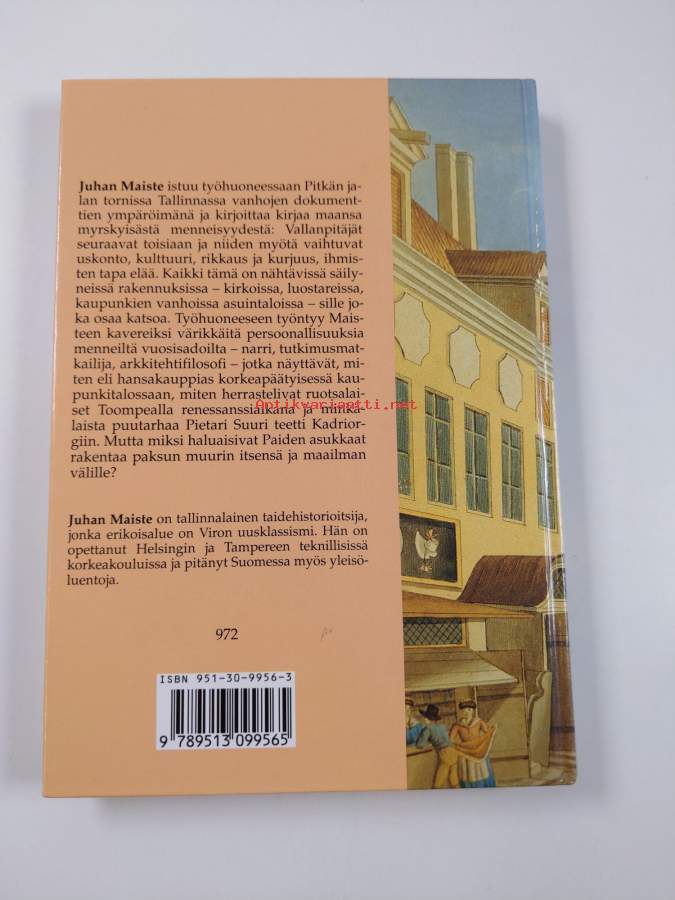 Juhan Maiste istuu työhuoneessaan Pitkän ja-
lan tornissa Tallinnassa vanhojen dokument-
tien ympäröimänä ja kirjoittaa kirjaa maansa
myrskyisästä menneisyydestä: Vallanpitäjät
seuraavat toisiaan ja niiden myötä vaihtuvat
uskonto, kulttuuri, rikkaus ja kurjuus, ihmis-
ten tapa elää. Kaikki tämä on nähtävissä säily-
neissä rakennuksissa – kirkoissa, luostareissa,
kaupunkien vanhoissa asuintaloissa – sille jo-
ka osaa katsoa. Työhuoneeseen työntyy Mais-
teen kavereiksi värikkäitä persoonallisuuksia
menneiltä vuosisadoilta – narri, tutkimusmat-
kailija, arkkitehtifilosofi – jotka näyttävät, mi-
ten eli hansakauppias korkeapäätyisessä kau-
punkitalossaan, miten herrastelivat ruotsalai-
set Toompealla renessanssiaikana ja minkä-
laista puutarhaa Pietari Suuri teetti Kadrior-
giin. Mutta miksi haluaisivat Paiden asukkaat
rakentaa paksun muurin itsensä ja maailman
välille?
Antikvariaatti.net
Juhan Maiste on tallinnalainen taidehistorioitsija,
jonka erikoisalue on Viron uusklassismi. Hän on
opettanut Helsingin ja Tampereen teknillisissä
korkeakouluissa ja pitänyt Suomessa myös yleisö-
luentoja.
972
ISBN 951-30-9956-3
9 789513 099565